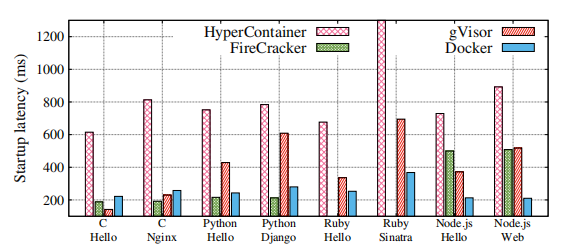 HyperContainer
FireCracker
gVisor
Docker
Startup latency (ms)
1200
1000
800
600
400
200
C Hello
C Nginx
Python Hello
Python Django
Ruby Hello
Ruby Sinatra
Node.js Hello
Node.js Web